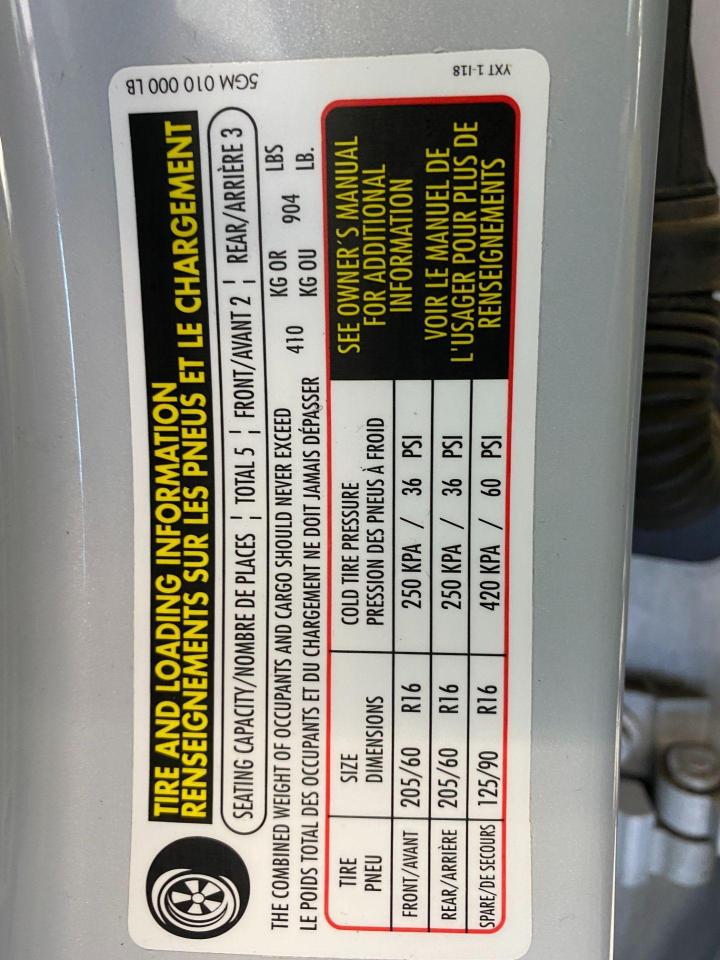 5GM 010 000 LB
YXT 1-I18
TIRE AND LOADING INFORMATION
RENSEIGNEMENTS SUR LES PNEUS ET LE CHARGEMENT
SEATING CAPACITY/NOMBRE DE PLACES ¦ TOTAL 5 ¦ FRONT/AVANT 2 ¦ REAR/ARRIÈRE 3
THE COMBINED WEIGHT OF OCCUPANTS AND CARGO SHOULD NEVER EXCEED 410 KG OR 904 LBS
LE POIDS TOTAL DES OCCUPANTS ET DU CHARGEMENT NE DOIT JAMAIS DÉPASSER KG OU LB.
TIRE SIZE COLD TIRE PRESSURE
PNEU DIMENSIONS PRESSION DES PNEUS À FROID
FRONT/AVANT 205/60 R16 250 KPA / 36 PSI
REAR/ARRIÈRE 205/60 R16 250 KPA / 36 PSI
SPARE/DE SECOURS 125/90 R16 420 KPA / 60 PSI
SEE OWNER'S MANUAL
FOR ADDITIONAL
INFORMATION
VOIR LE MANUEL DE
L'USAGER POUR PLUS DE
RENSEIGNEMENTS